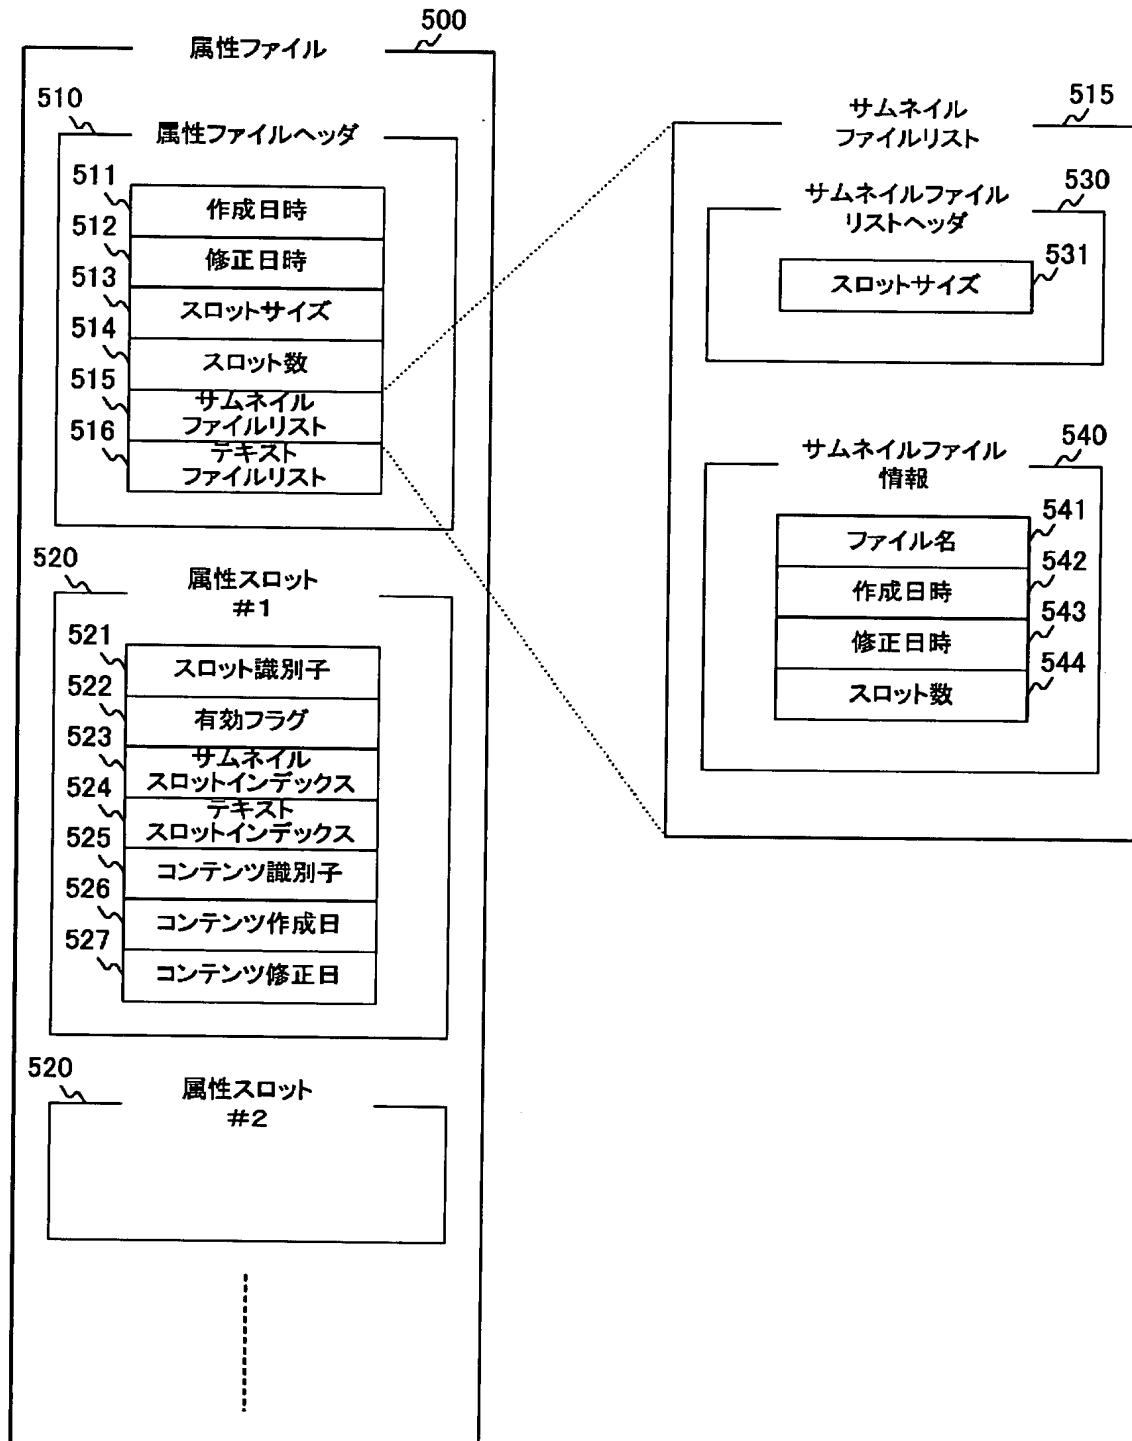 500
属性ファイル
510
属性ファイルヘッダ
511
作成日時
512
修正日時
513
スロットサイズ
514
スロット数
515
サムネイル
ファイルリスト
516
テキスト
ファイルリスト
520
属性スロット
#1
521
スロット識別子
522
有効フラグ
523
サムネイル
スロットインデックス
524
テキスト
スロットインデックス
525
コンテンツ識別子
526
コンテンツ作成日
527
コンテンツ修正日
520
属性スロット
#2
サムネイル
ファイルリスト
515
サムネイルファイル
リストヘッダ
530
531
スロットサイズ
サムネイルファイル
情報
540
541
ファイル名
542
作成日時
543
修正日時
544
スロット数